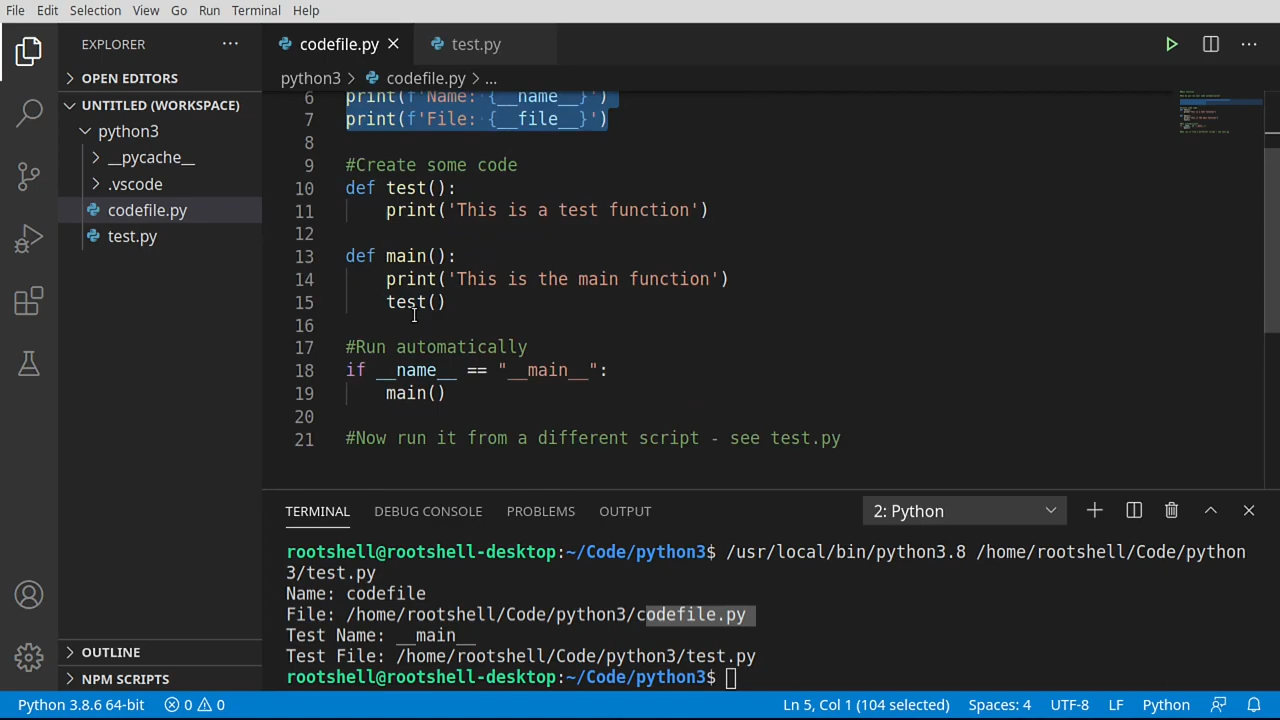 File Edit Selection View Go Run Terminal Help
EXPLORER
OPEN EDITORS
UNTITLED (WORKSPACE)
python3
__pycache__
.vscode
codefile.py
test.py
OUTLINE
NPM SCRIPTS
codefile.py test.py
python3 > codefile.py > ...
6 print(f'Name: {__name__}')
7 print(f'File: {__file__}')
8
9 #Create some code
10 def test():
11 print('This is a test function')
12
13 def main():
14 print('This is the main function')
15 test()
16
17 #Run automatically
18 if __name__ == "__main__":
19 main()
20
21 #Now run it from a different script - see test.py
TERMINAL DEBUG CONSOLE PROBLEMS OUTPUT 2: Python
rootshell@rootshell-desktop:~/Code/python3$ /usr/local/bin/python3.8 /home/rootshell/Code/python
3/test.py
Name: codefile
File: /home/rootshell/Code/python3/codefile.py
Test Name: __main__
Test File: /home/rootshell/Code/python3/test.py
rootshell@rootshell-desktop:~/Code/python3$
Python 3.8.6 64-bit 0 0 Ln 5, Col 1 (104 selected) Spaces: 4 UTF-8 LF Python